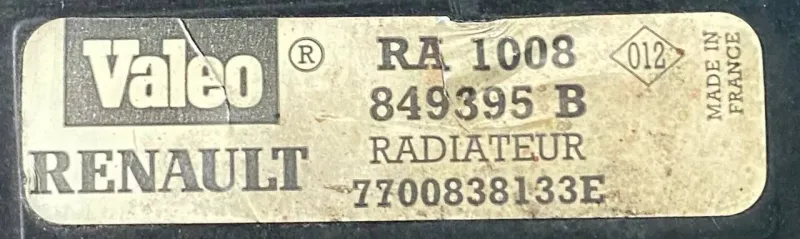 Valeo ®
RENAULT
RA 1008
849395 B
RADIATEUR
7700838133E
012
MADE IN
FRANCE